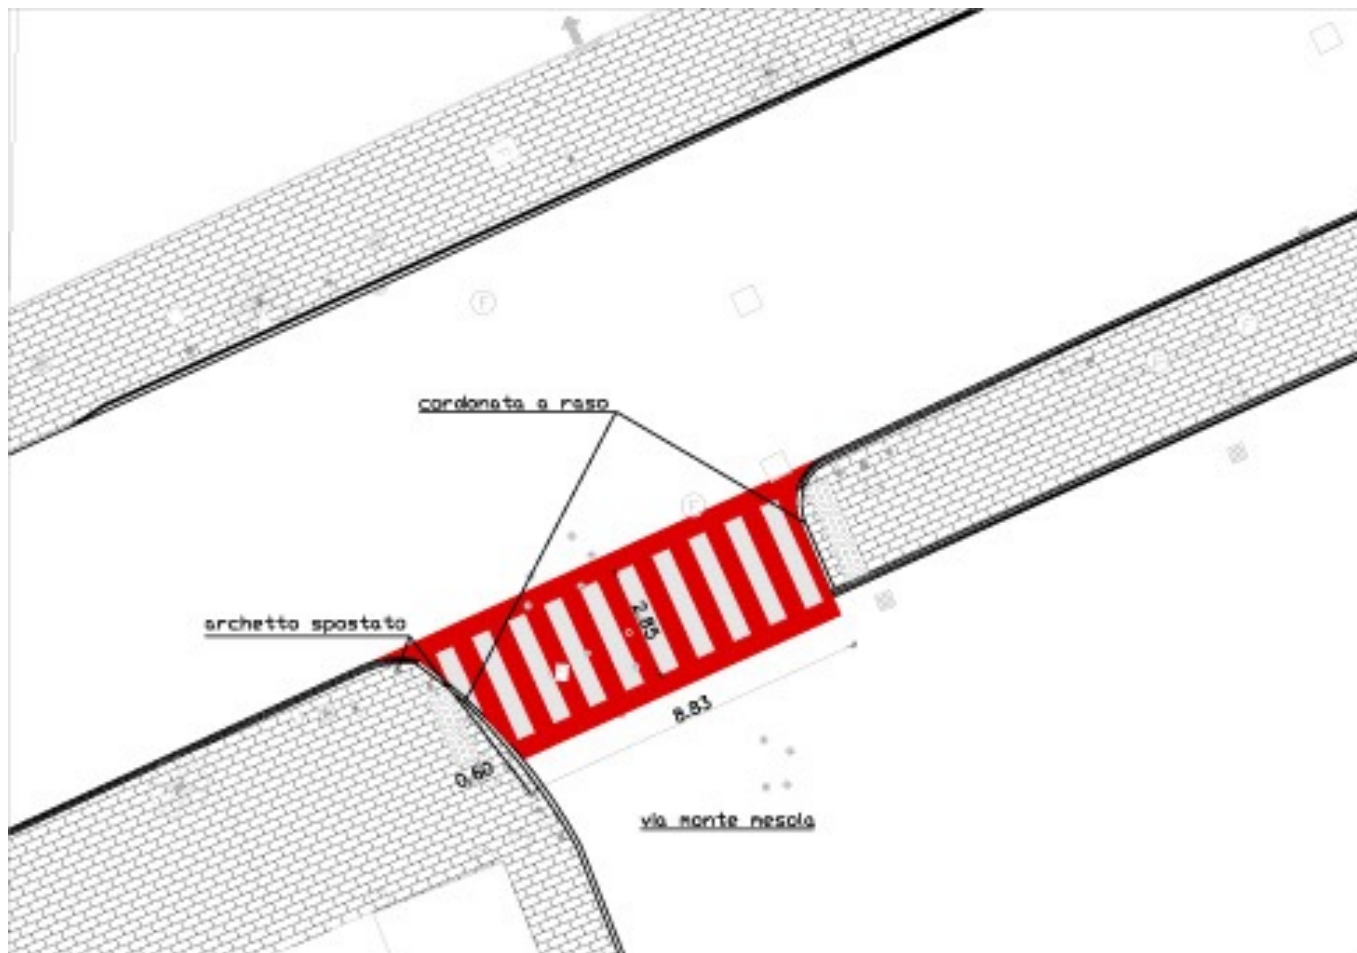 F
cordonata a raso
F
archetto spostato
2.85
8.83
0.60
via monte mesola